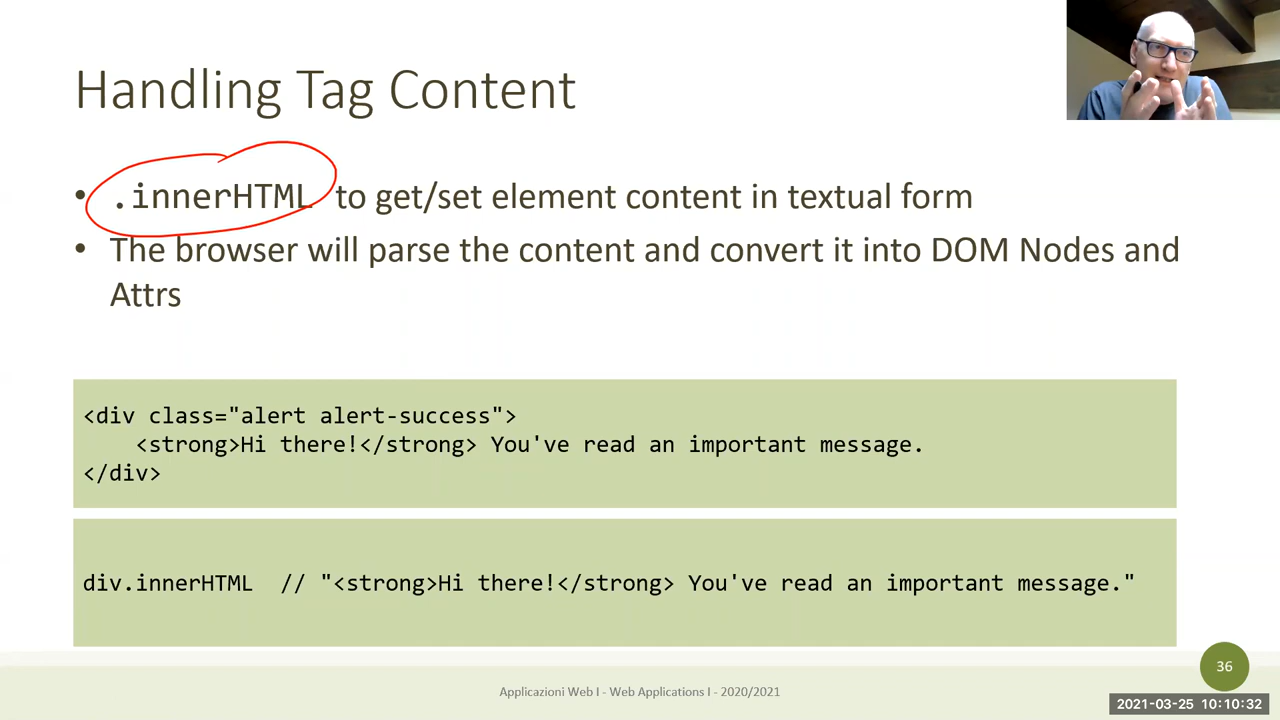 Handling Tag Content
• .innerHTML to get/set element content in textual form
• The browser will parse the content and convert it into DOM Nodes and
Attrs
<div class="alert alert-success">
    <strong>Hi there!</strong> You've read an important message.
</div>
div.innerHTML  // "<strong>Hi there!</strong> You've read an important message."
36
Applicazioni Web I - Web Applications I - 2020/2021
2021-03-25 10:10:32